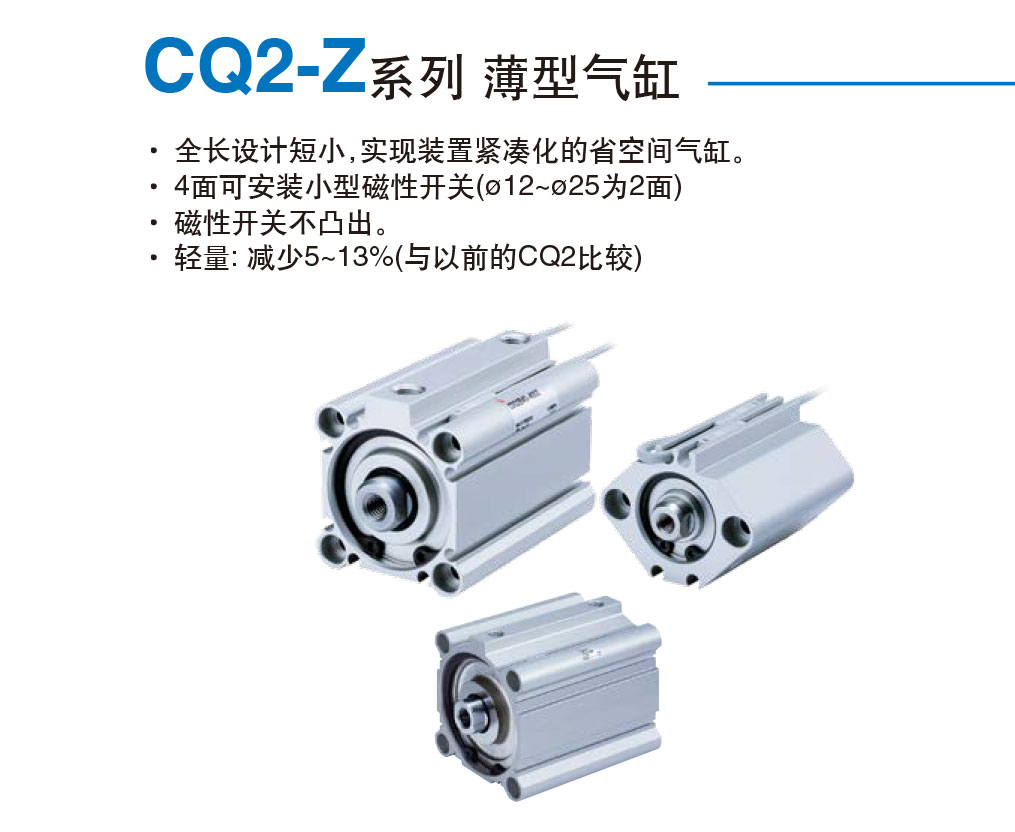 CQ2-Z系列 薄型气缸
· 全长设计短小,实现装置紧凑化的省空间气缸。
· 4面可安装小型磁性开关(ø12~ø25为2面)
· 磁性开关不凸出。
· 轻量: 减少5~13%(与以前的CQ2比较)